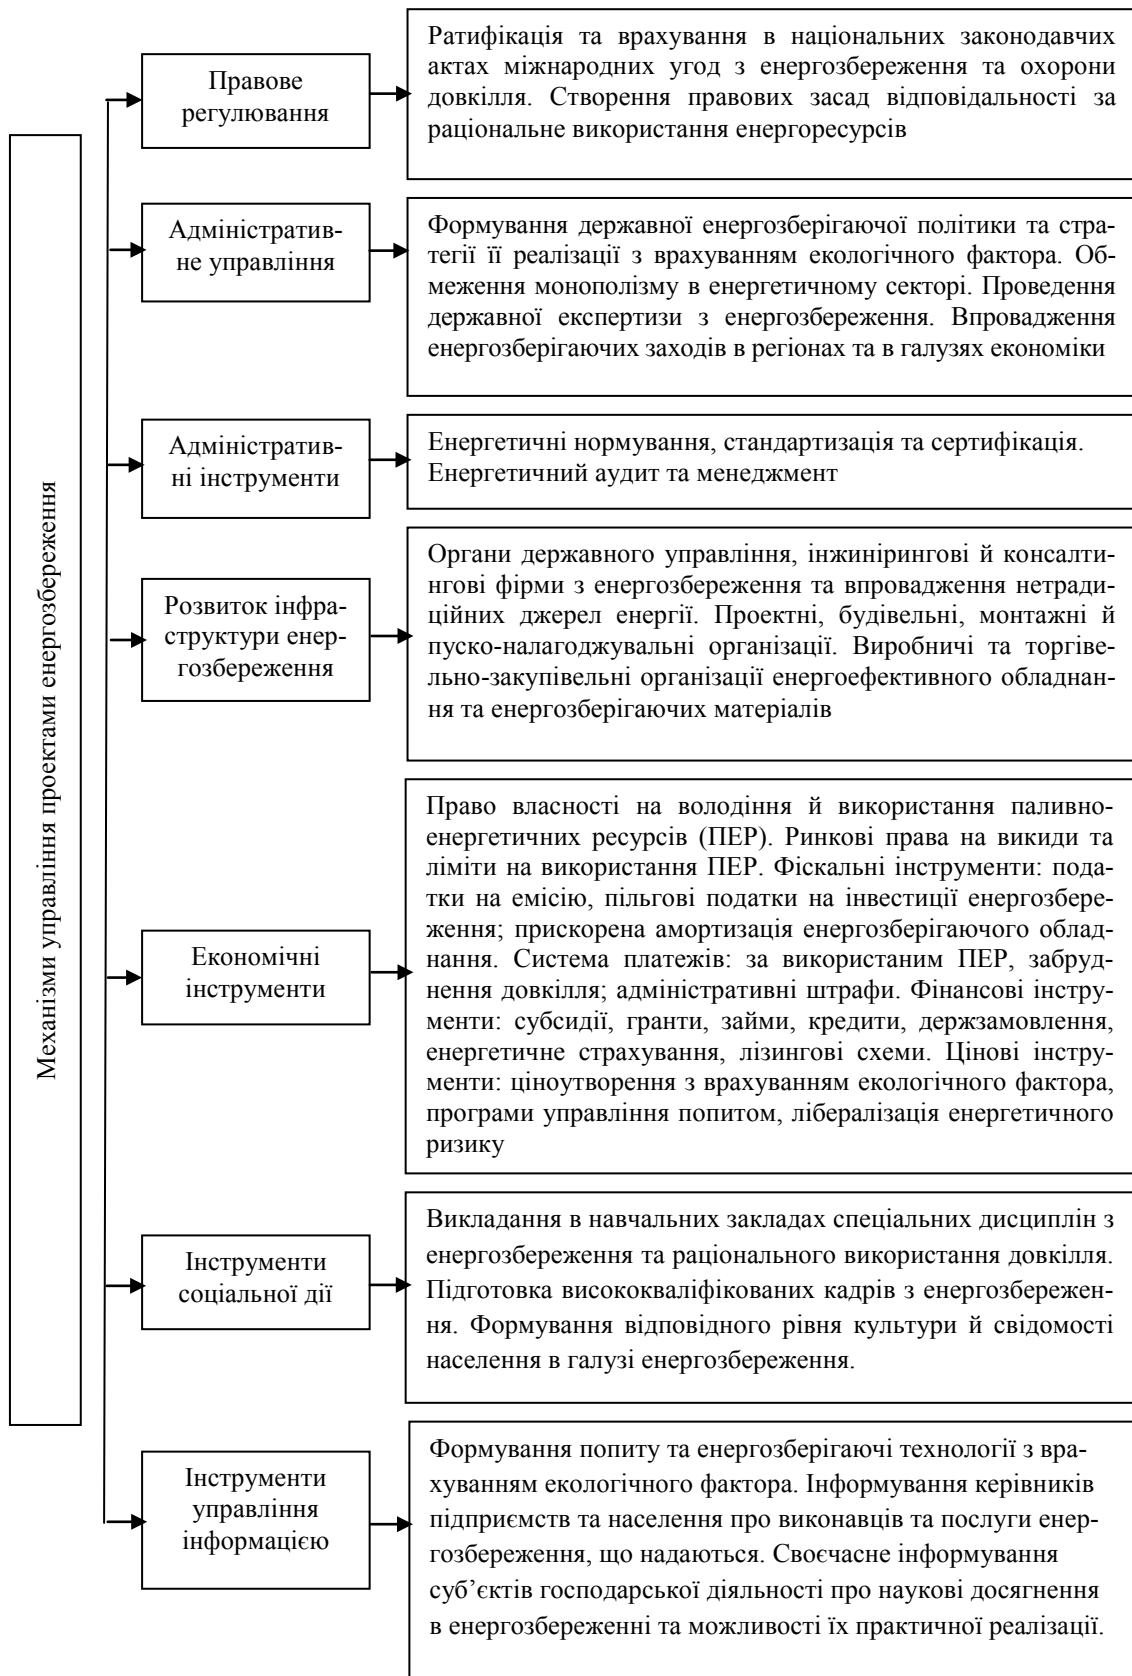 Механізми управління проектами енергозбереження
Правове
регулювання
Ратифікація та врахування в національних законодавчих
актах міжнародних угод з енергозбереження та охорони
довкілля. Створення правових засад відповідальності за
раціональне використання енергоресурсів
Адміністратив-
не управління
Формування державної енергозберігаючої політики та стра-
тегії її реалізації з врахуванням екологічного фактора. Об-
меження монополізму в енергетичному секторі. Проведення
державної експертизи з енергозбереження. Впровадження
енергозберігаючих заходів в регіонах та в галузях економіки
Адміністратив-
ні інструменти
Енергетичні нормування, стандартизація та сертифікація.
Енергетичний аудит та менеджмент
Розвиток інфра-
структури енер-
гозбереження
Органи державного управління, інжинірингові й консалти-
нгові фірми з енергозбереження та впровадження нетради-
ційних джерел енергії. Проектні, будівельні, монтажні й
пуско-налагоджувальні організації. Виробничі та торгіве-
льно-закупівельні організації енергоефективного обладнан-
ня та енергозберігаючих матеріалів
Економічні
інструменти
Право власності на володіння й використання паливно-
енергетичних ресурсів (ПЕР). Ринкові права на викиди та
ліміти на використання ПЕР. Фіскальні інструменти: пода-
тки на емісію, пільгові податки на інвестиції енергозбере-
ження; прискорена амортизація енергозберігаючого облад-
нання. Система платежів: за використаним ПЕР, забруд-
нення довкілля; адміністративні штрафи. Фінансові інстру-
менти: субсидії, гранти, займи, кредити, держзамовлення,
енергетичне страхування, лізингові схеми. Цінові інстру-
менти: ціноутворення з врахуванням екологічного фактора,
програми управління попитом, лібералізація енергетичного
ризику
Інструменти
соціальної дії
Викладання в навчальних закладах спеціальних дисциплін з
енергозбереження та раціонального використання довкілля.
Підготовка висококваліфікованих кадрів з енергозбережен-
ня. Формування відповідного рівня культури й свідомості
населення в галузі енергозбереження.
Інструменти
управління
інформацією
Формування попиту та енергозберігаючі технології з вра-
хуванням екологічного фактора. Інформування керівників
підприємств та населення про виконавців та послуги енер-
гозбереження, що надаються. Своєчасне інформування
суб’єктів господарської діяльності про наукові досягнення
в енергозбереженні та можливості їх практичної реалізації.